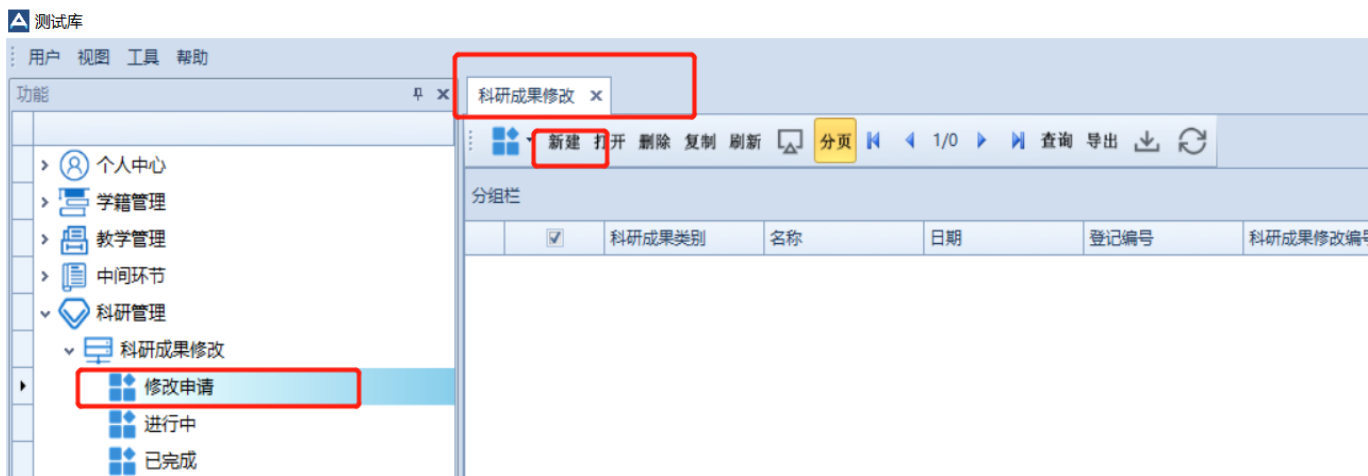 测试库
用户 视图 工具 帮助
功能
科研成果修改
新建 打开 删除 复制 刷新 分页 1/0 查询 导出
分组栏
科研成果类别 名称 日期 登记编号 科研成果修改编号
个人中心
学籍管理
教学管理
中间环节
科研管理
科研成果修改
修改申请
进行中
已完成